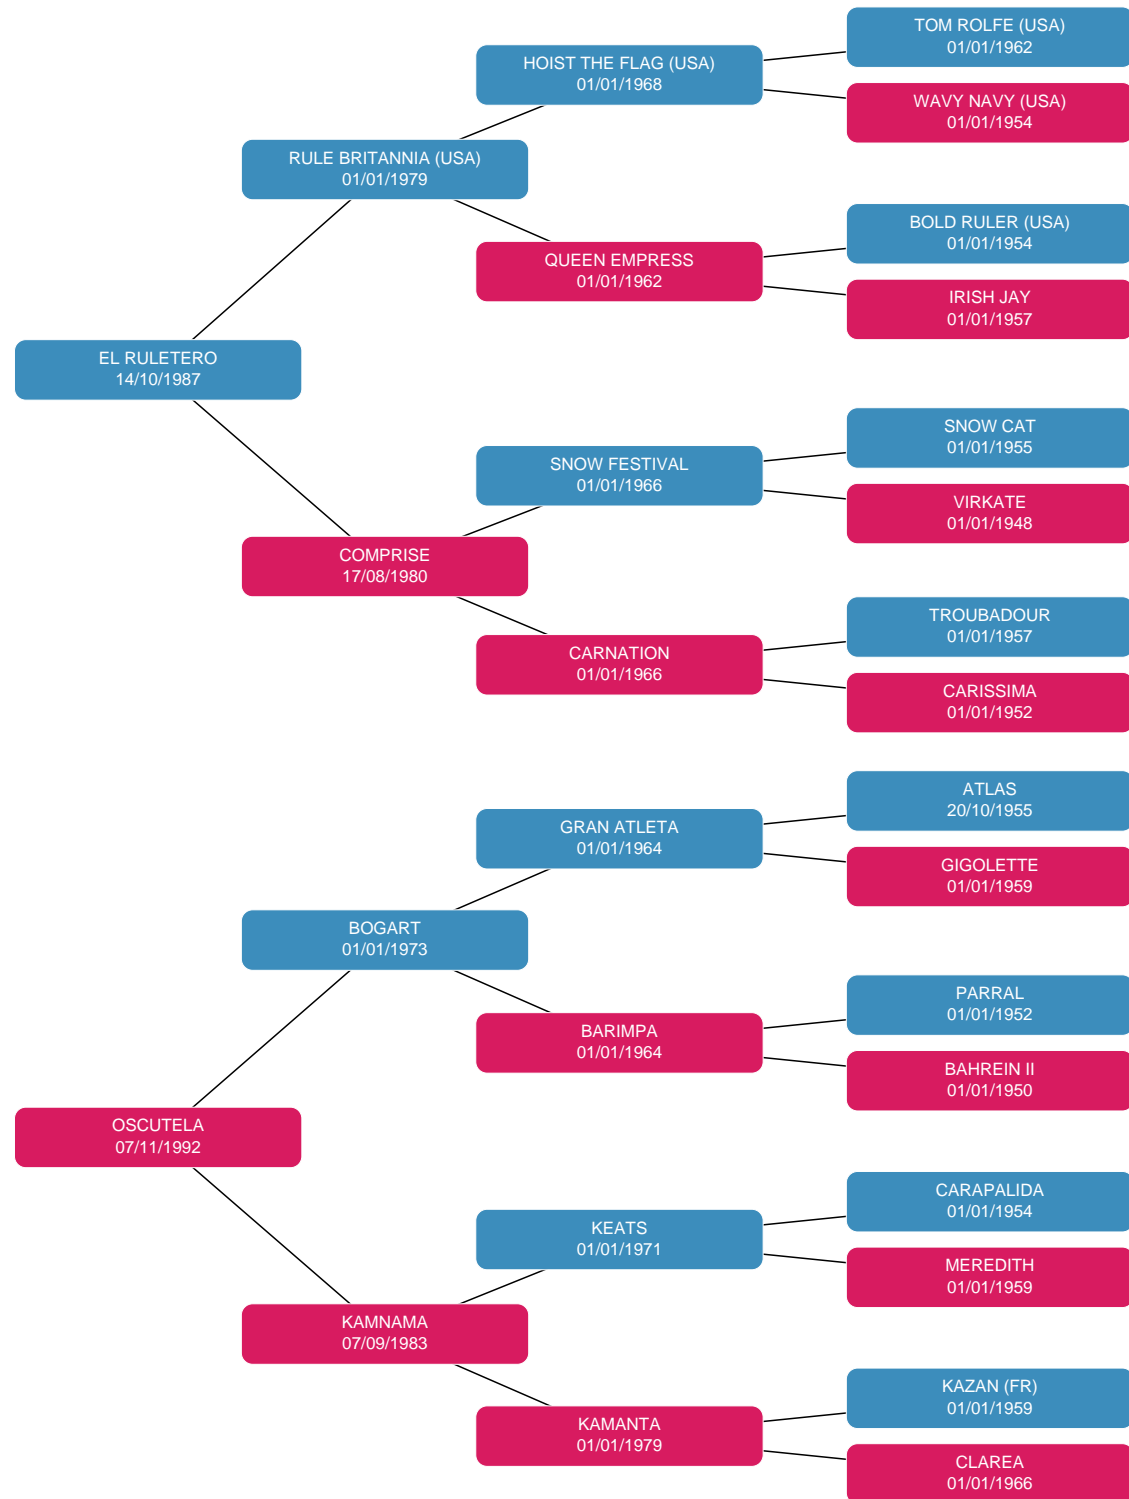 TOM ROLFE (USA)
01/01/1962
HOIST THE FLAG (USA)
01/01/1968
WAVY NAVY (USA)
01/01/1954
RULE BRITANNIA (USA)
01/01/1979
BOLD RULER (USA)
01/01/1954
QUEEN EMPRESS
01/01/1962
IRISH JAY
01/01/1957
EL RULETERO
14/10/1987
SNOW CAT
01/01/1955
SNOW FESTIVAL
01/01/1966
VIRKATE
01/01/1948
COMPRISE
17/08/1980
TROUBADOUR
01/01/1957
CARNATION
01/01/1966
CARISSIMA
01/01/1952
ATLAS
20/10/1955
GRAN ATLETA
01/01/1964
GIGOLETTE
01/01/1959
BOGART
01/01/1973
PARRAL
01/01/1952
BARIMPA
01/01/1964
BAHREIN II
01/01/1950
OSCUTELA
07/11/1992
CARAPALIDA
01/01/1954
KEATS
01/01/1971
MEREDITH
01/01/1959
KAMNAMA
07/09/1983
KAZAN (FR)
01/01/1959
KAMANTA
01/01/1979
CLAREA
01/01/1966